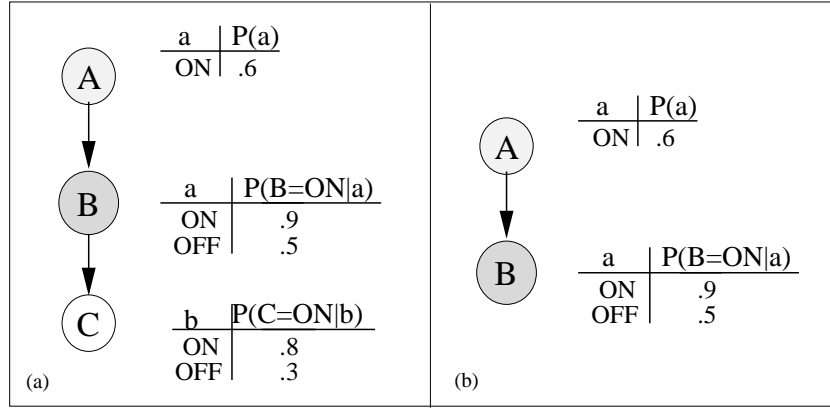 a P(a)
ON .6
A
a P(B=ON|a)
ON .9
OFF .5
B
b P(C=ON|b)
ON .8
OFF .3
C
(a)
a P(a)
ON .6
A
a P(B=ON|a)
ON .9
OFF .5
B
(b)